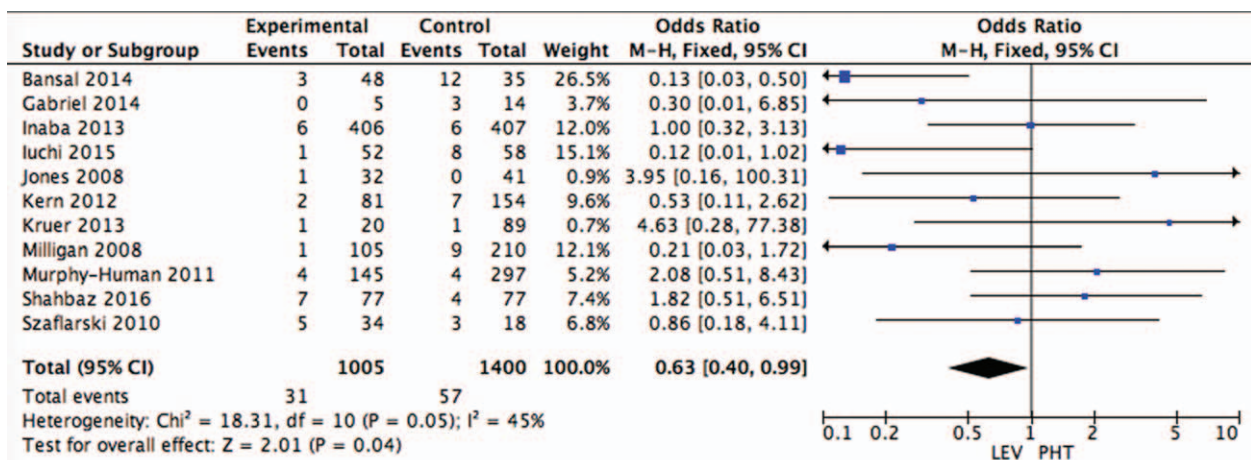 Experimental Control Odds Ratio Odds Ratio
Study or Subgroup Events Total Events Total Weight M-H, Fixed, 95% CI M-H, Fixed, 95% CI
Bansal 2014 3 48 12 35 26.5% 0.13 [0.03, 0.50]
Gabriel 2014 0 5 3 14 3.7% 0.30 [0.01, 6.85]
Inaba 2013 6 406 6 407 12.0% 1.00 [0.32, 3.13]
Iuchi 2015 1 52 8 58 15.1% 0.12 [0.01, 1.02]
Jones 2008 1 32 0 41 0.9% 3.95 [0.16, 100.31]
Kern 2012 2 81 7 154 9.6% 0.53 [0.11, 2.62]
Kruer 2013 1 20 1 89 0.7% 4.63 [0.28, 77.38]
Milligan 2008 1 105 9 210 12.1% 0.21 [0.03, 1.72]
Murphy-Human 2011 4 145 4 297 5.2% 2.08 [0.51, 8.43]
Shahbaz 2016 7 77 4 77 7.4% 1.82 [0.51, 6.51]
Szaflarski 2010 5 34 3 18 6.8% 0.86 [0.18, 4.11]
Total (95% CI) 1005 1400 100.0% 0.63 [0.40, 0.99]
Total events 31 57
Heterogeneity: Chi² = 18.31, df = 10 (P = 0.05); I² = 45%
Test for overall effect: Z = 2.01 (P = 0.04)
0.1 0.2 0.5 1 2 5 10
LEV PHT